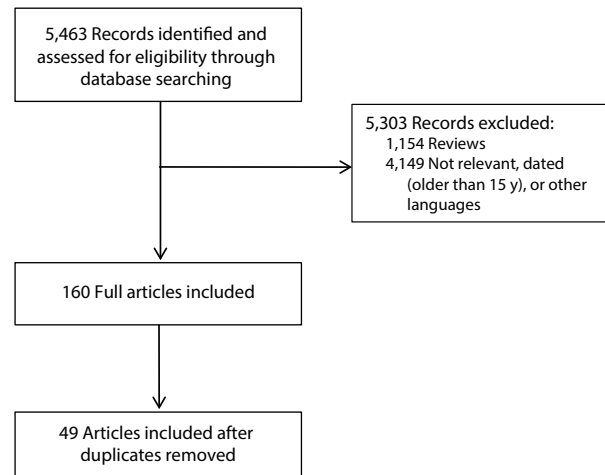 5,463 Records identified and
assessed for eligibility through
database searching
5,303 Records excluded:
1,154 Reviews
4,149 Not relevant, dated
(older than 15 y), or other
languages
160 Full articles included
49 Articles included after
duplicates removed